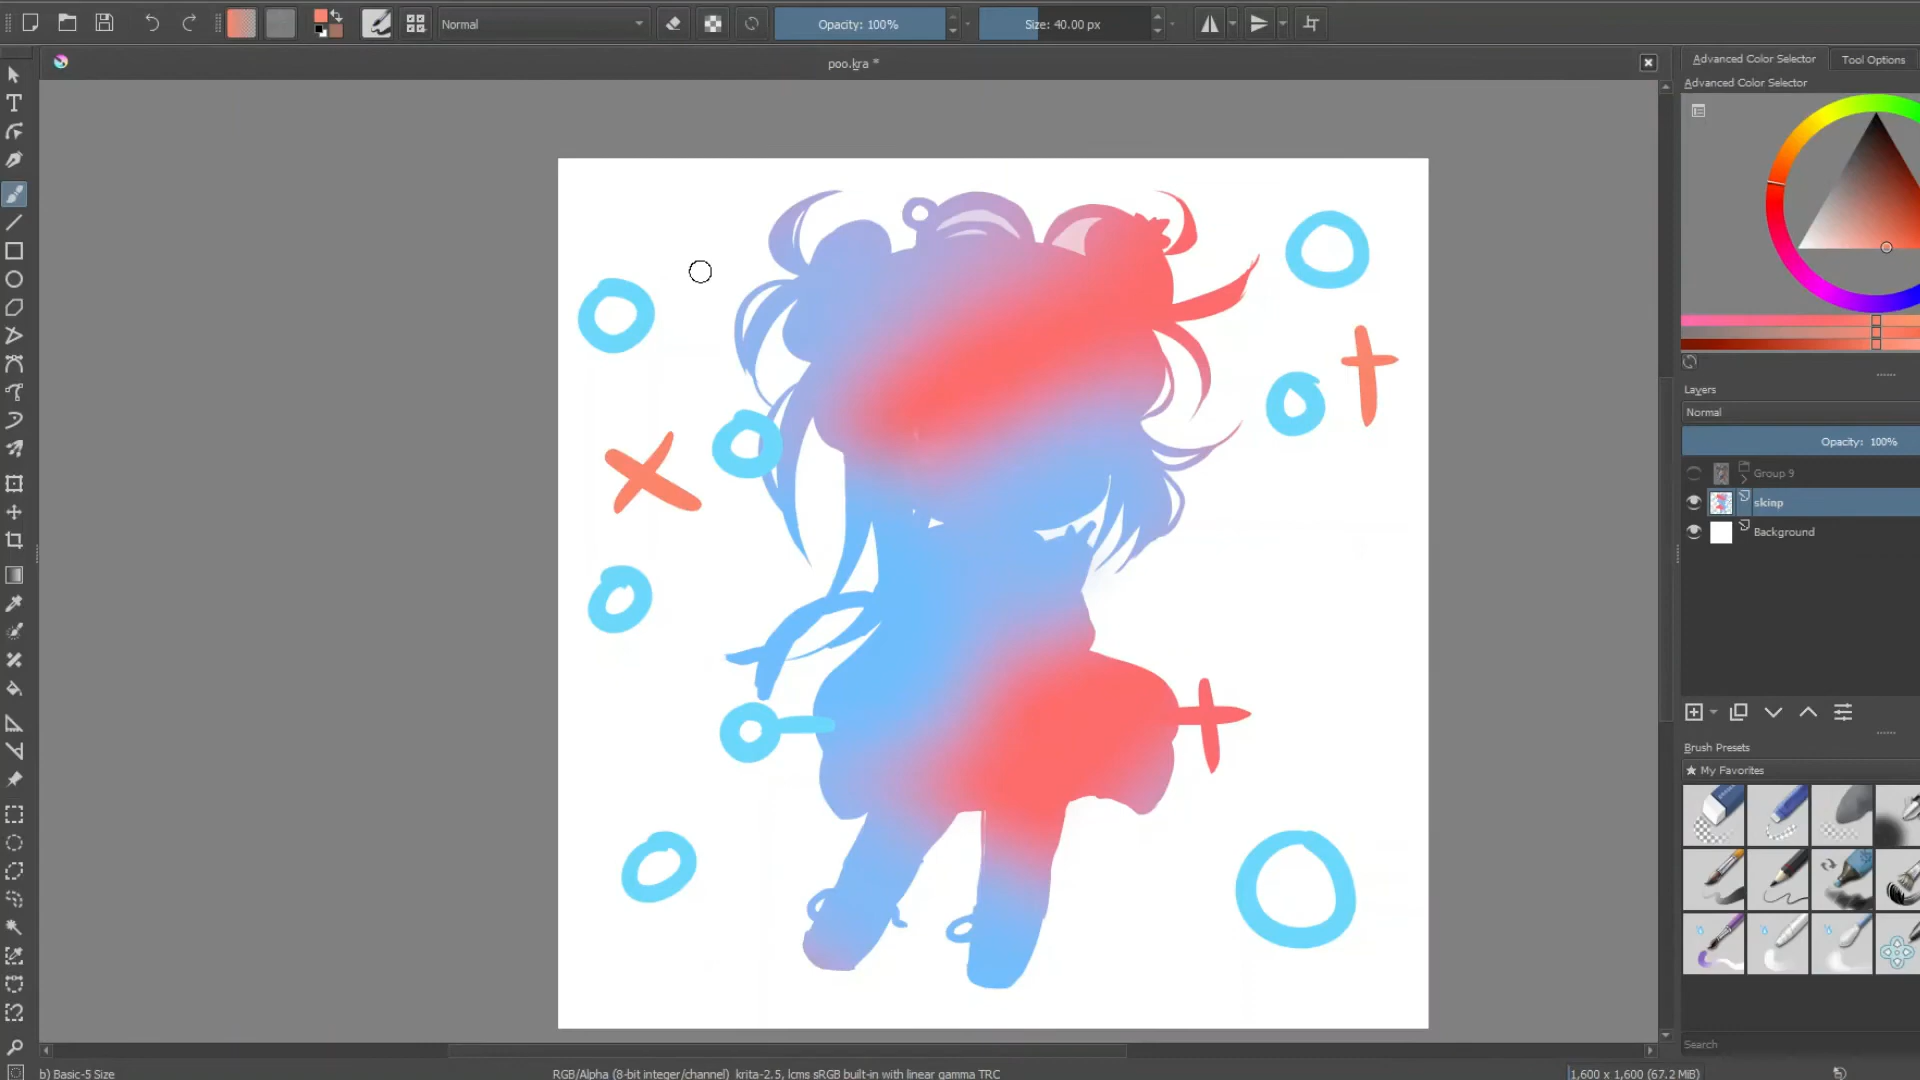 Normal
Opacity: 100%
Size: 40.00 px
poo.kra *
Advanced Color Selector
Tool Options
Advanced Color Selector
Layers
Normal
Opacity: 100%
Group 9
skinp
Background
Brush Presets
★ My Favorites
Search
b) Basic-5 Size
RGB/Alpha (8-bit integer/channel) krita-2.5, lcms sRGB built-in with linear gamma TRC
1,600 x 1,600 (67.2 MiB)